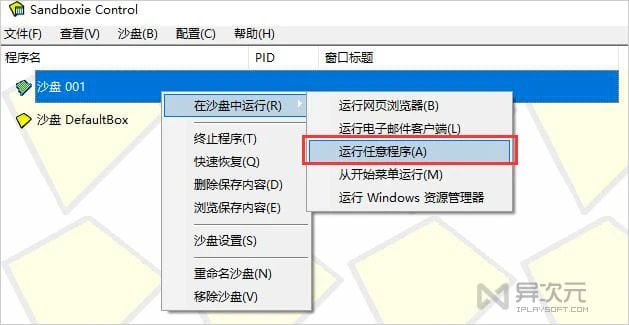 Sandboxie Control
文件(F) 查看(V) 沙盘(B) 配置(C) 帮助(H)
程序名 PID 窗口标题
沙盘 001
在沙盘中运行(R)
终止程序(T)
快速恢复(Q)
删除保存内容(D)
浏览保存内容(E)
沙盘设置(S)
重命名沙盘(N)
移除沙盘(V)
运行网页浏览器(B)
运行电子邮件客户端(L)
运行任意程序(A)
从开始菜单运行(M)
运行 Windows 资源管理器
沙盘 DefaultBox
异次元
IPLAYSOFT.COM